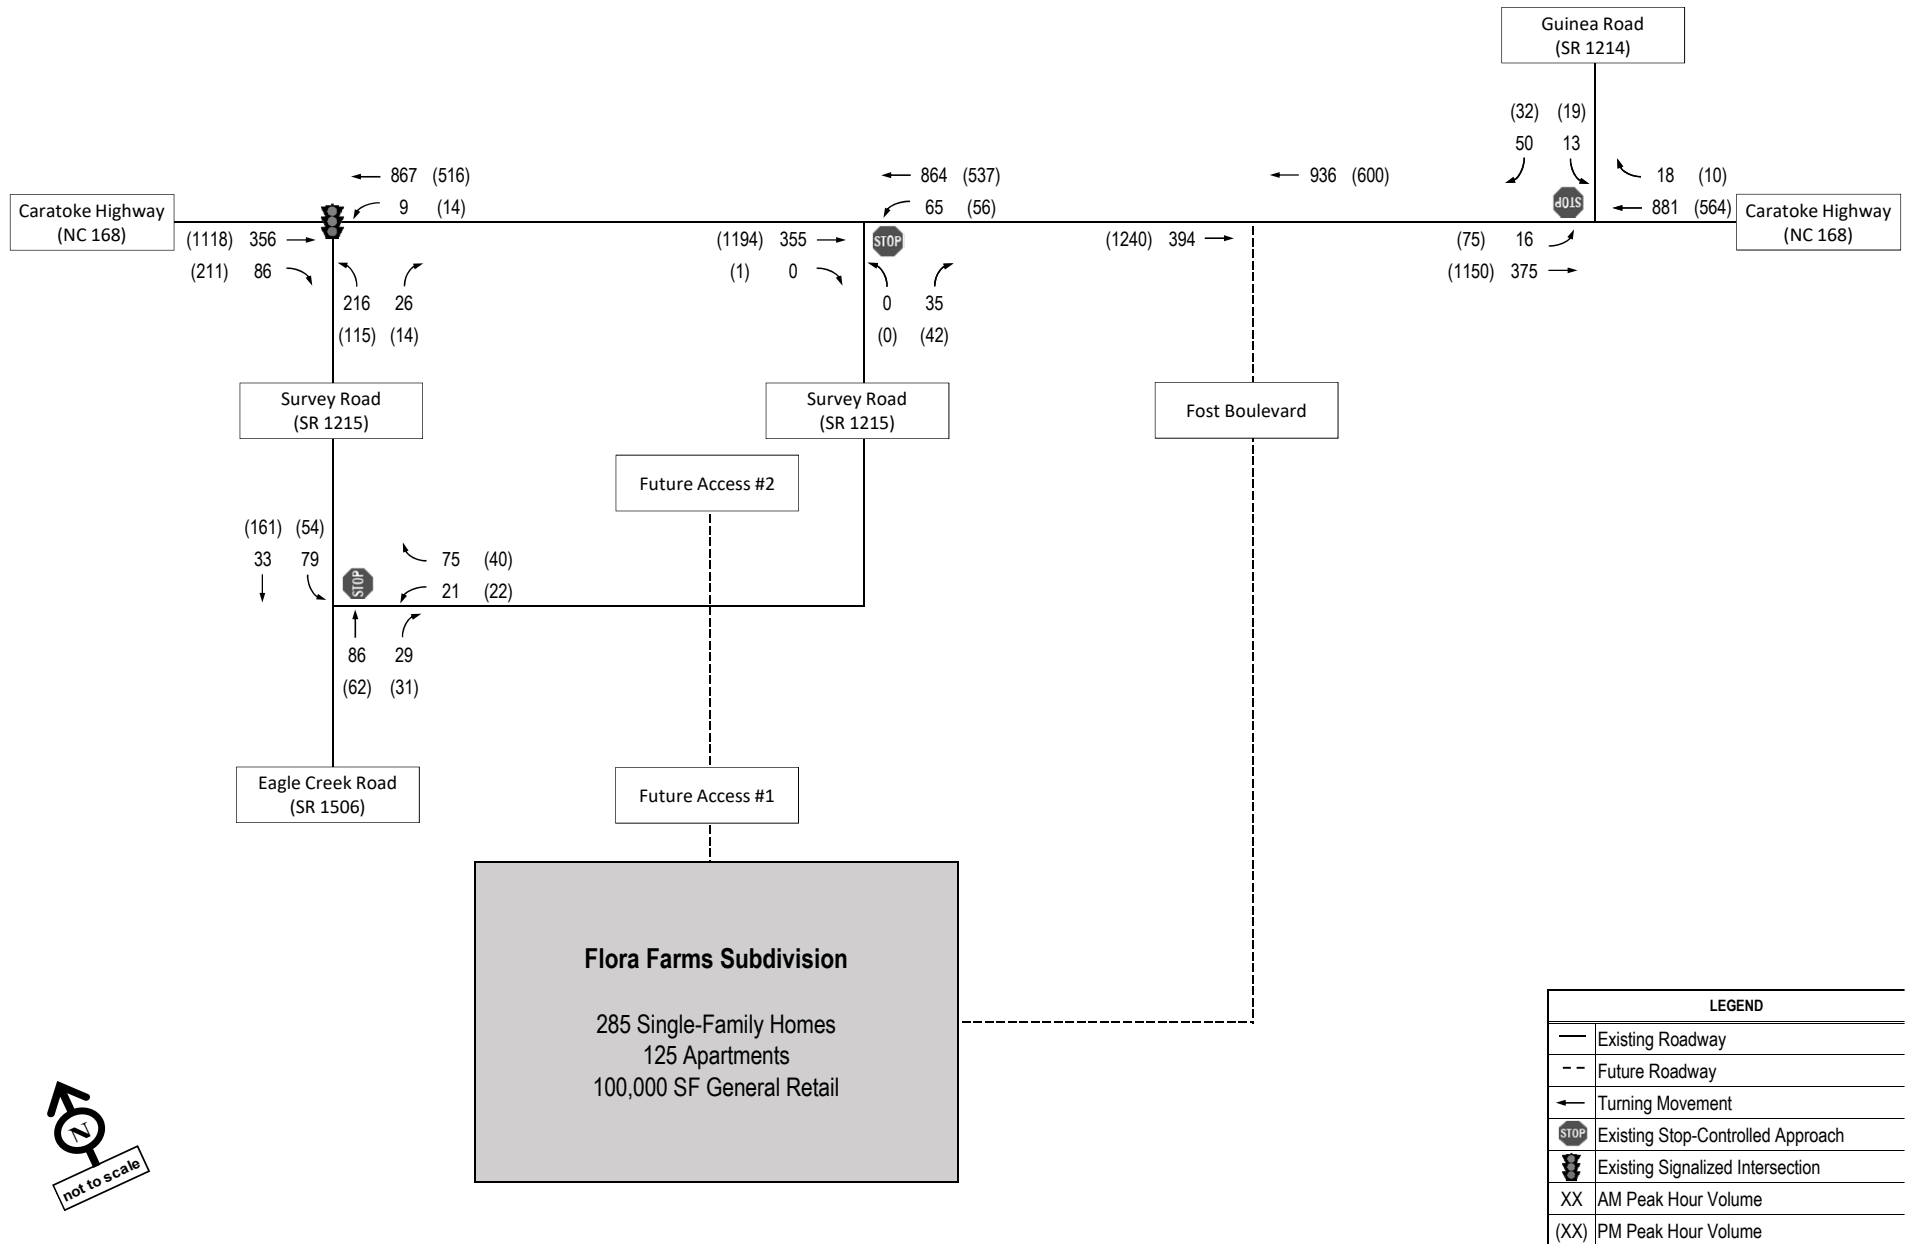 Guinea Road
(SR 1214)
(32) (19)
50 13
867 (516)
9 (14)
864 (537)
65 (56)
936 (600)
18 (10)
881 (564)
STOP
Caratoke Highway
(NC 168)
Caratoke Highway
(NC 168)
(1118) 356
(211) 86
(1194) 355
(1) 0
STOP
(1240) 394
(75) 16
(1150) 375
216 26
(115) (14)
0 35
(0) (42)
Survey Road
(SR 1215)
Survey Road
(SR 1215)
Fost Boulevard
Future Access #2
(161) (54)
33 79
STOP
75 (40)
21 (22)
86 29
(62) (31)
Eagle Creek Road
(SR 1506)
Future Access #1
Flora Farms Subdivision
285 Single-Family Homes
125 Apartments
100,000 SF General Retail
N
not to scale
LEGEND
Existing Roadway
Future Roadway
Turning Movement
STOP Existing Stop-Controlled Approach
Existing Signalized Intersection
XX AM Peak Hour Volume
(XX) PM Peak Hour Volume